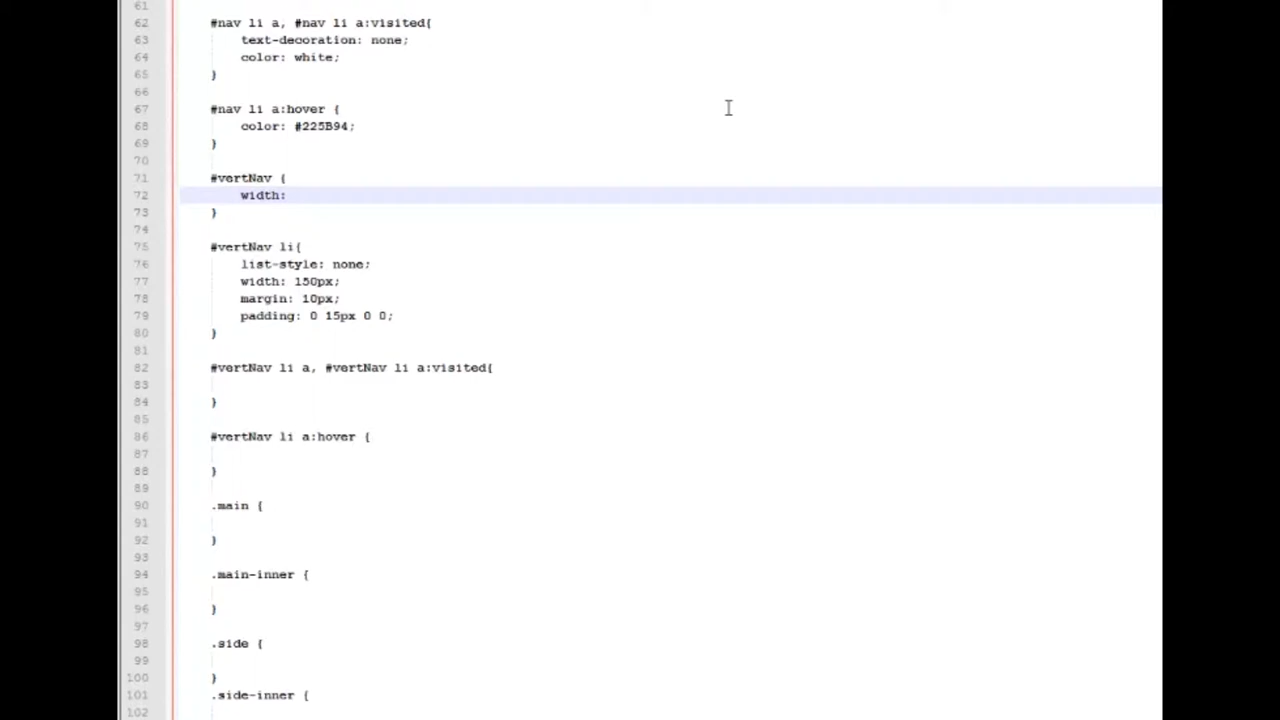 61
62 #nav li a, #nav li a:visited{
63 text-decoration: none;
64 color: white;
65 }
66
67 #nav li a:hover {
68 color: #225B94;
69 }
70
71 #vertNav {
72 width:
73 }
74
75 #vertNav li{
76 list-style: none;
77 width: 150px;
78 margin: 10px;
79 padding: 0 15px 0 0;
80 }
81
82 #vertNav li a, #vertNav li a:visited{
83
84 }
85
86 #vertNav li a:hover {
87
88 }
89
90 .main {
91
92 }
93
94 .main-inner {
95
96 }
97
98 .side {
99
100 }
101 .side-inner {
102